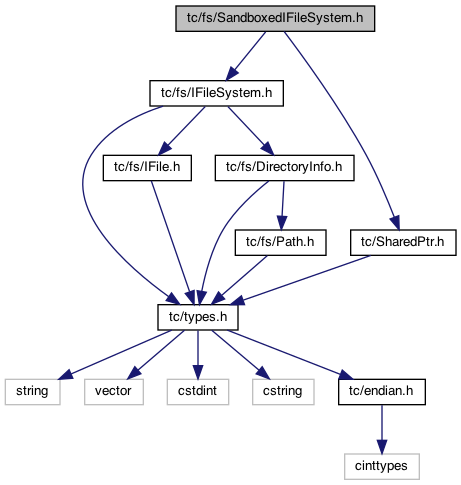 tc/fs/SandboxedIFileSystem.h
tc/fs/IFileSystem.h
tc/fs/IFile.h
tc/fs/DirectoryInfo.h
tc/fs/Path.h
tc/SharedPtr.h
tc/types.h
string
vector
cstdint
cstring
tc/endian.h
cinttypes